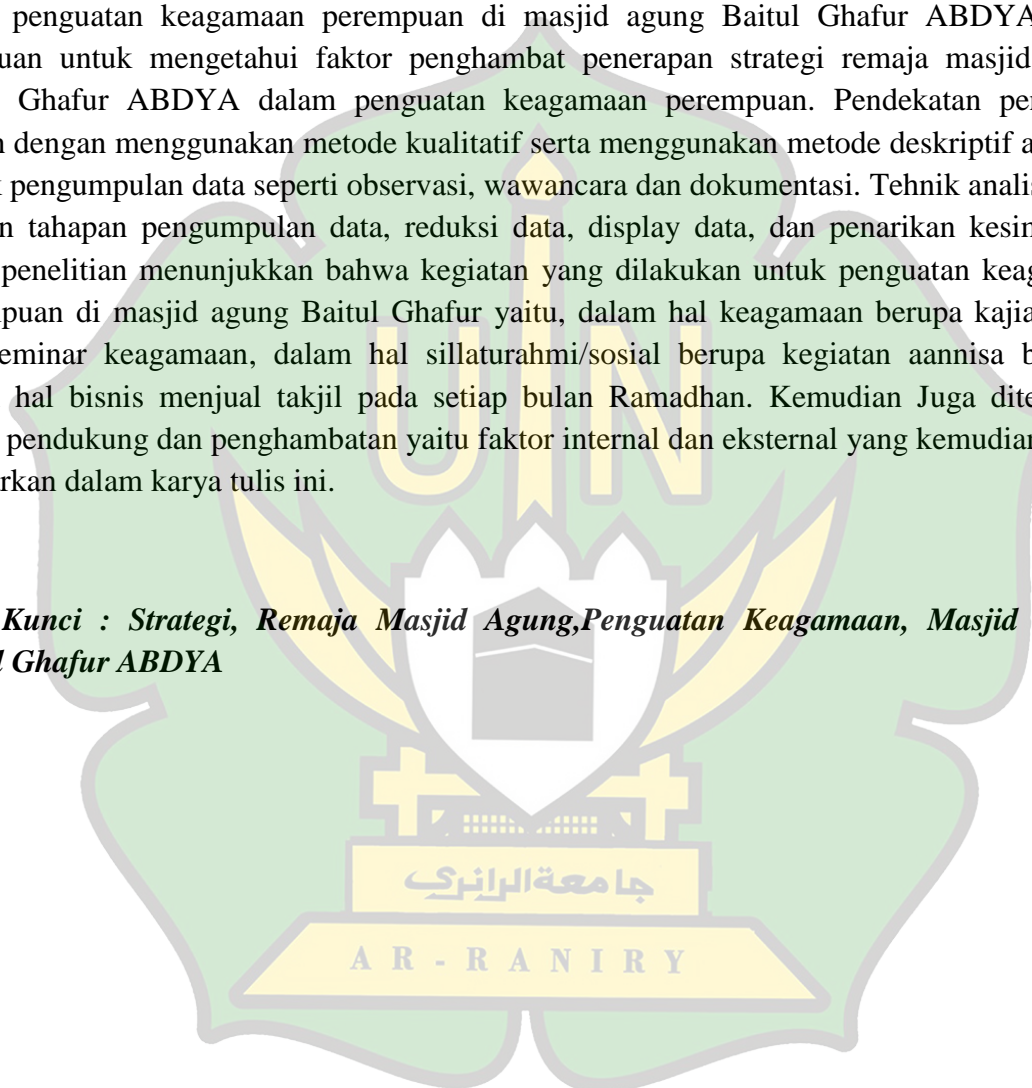 penguatan keagamaan perempuan di masjid agung Baitul Ghafur ABDYA
uan untuk mengetahui faktor penghambat penerapan strategi remaja masjid
Ghafur ABDYA dalam penguatan keagamaan perempuan. Pendekatan pen
n dengan menggunakan metode kualitatif serta menggunakan metode deskriptif a
k pengumpulan data seperti observasi, wawancara dan dokumentasi. Tehnik analis
n tahapan pengumpulan data, reduksi data, display data, dan penarikan kesim
penelitian menunjukkan bahwa kegiatan yang dilakukan untuk penguatan keag
puan di masjid agung Baitul Ghafur yaitu, dalam hal keagamaan berupa kajia
eminar keagamaan, dalam hal sillaturahmi/sosial berupa kegiatan aannisa b
hal bisnis menjual takjil pada setiap bulan Ramadhan. Kemudian Juga dite
pendukung dan penghambatan yaitu faktor internal dan eksternal yang kemudian
rkan dalam karya tulis ini.
Kunci : Strategi, Remaja Masjid Agung,Penguatan Keagamaan, Masjid
l Ghafur ABDYA
UIN
جامعةالرانري
AR-RANIRY